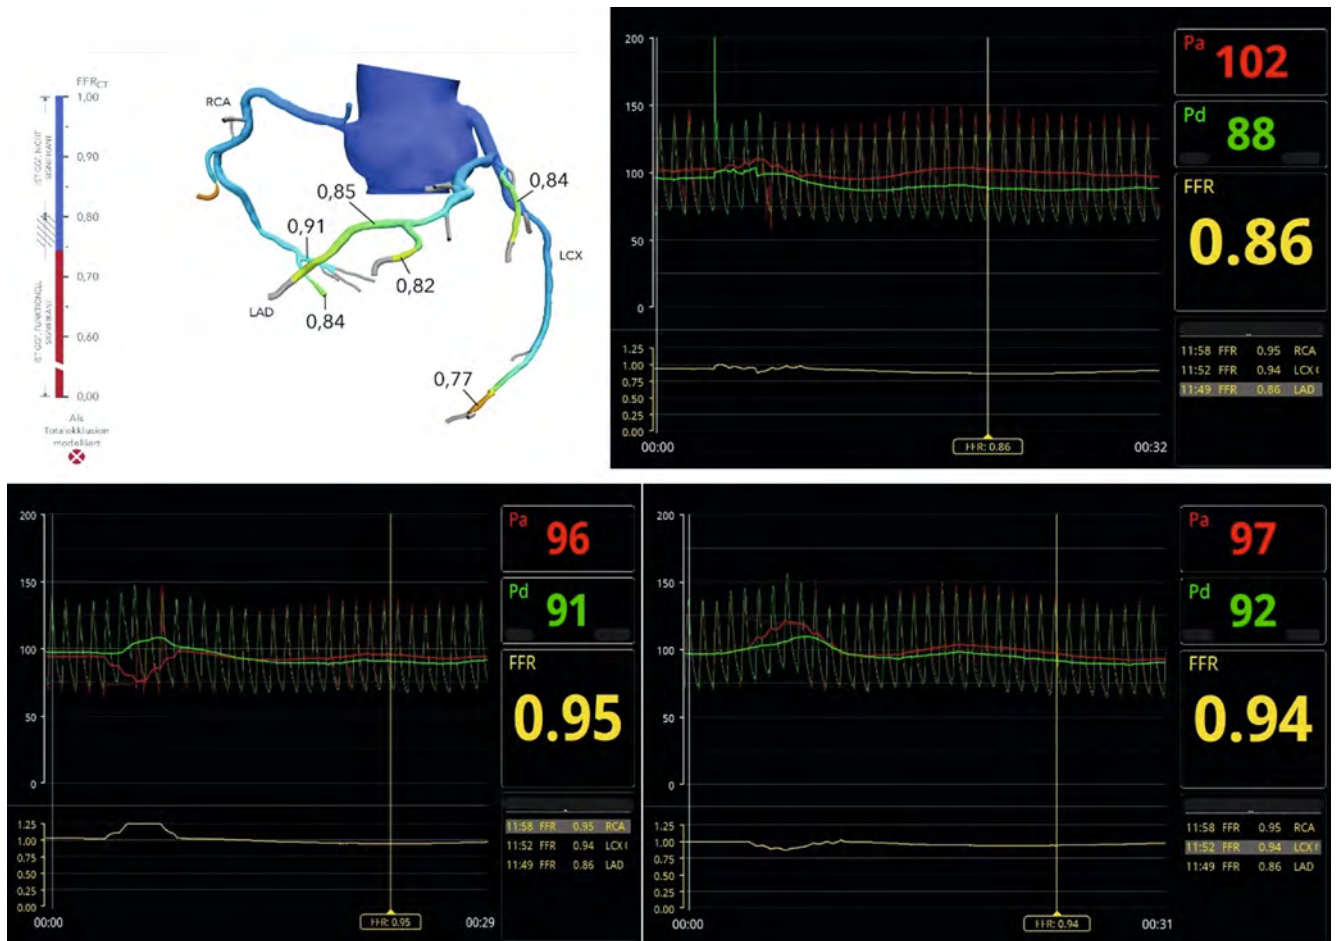 FFRCT
1,00
0,90
0,80
0,70
0,60
0,00
Als
Totalokklusion
modelliert
RCA
0,85
0,84
0,91
LCX
0,82
LAD
0,84
0,77
200
150
100
50
0
1.25
1.00
0.75
0.50
0.25
0.00
00:00
FFR: 0.86
00:32
Pa 102
Pd 88
FFR
0.86
11:58 FFR 0.95 RCA
11:52 FFR 0.94 LCX
11:49 FFR 0.86 LAD
200
150
100
50
0
1.25
1.00
0.75
0.50
0.25
0.00
00:00
FFR: 0.95
00:29
Pa 96
Pd 91
FFR
0.95
11:58 FFR 0.95 RCA
11:52 FFR 0.94 LCX
11:49 FFR 0.86 LAD
200
150
100
50
0
1.25
1.00
0.75
0.50
0.25
0.00
00:00
FFR: 0.94
00:31
Pa 97
Pd 92
FFR
0.94
11:58 FFR 0.95 RCA
11:52 FFR 0.94 LCX
11:49 FFR 0.86 LAD